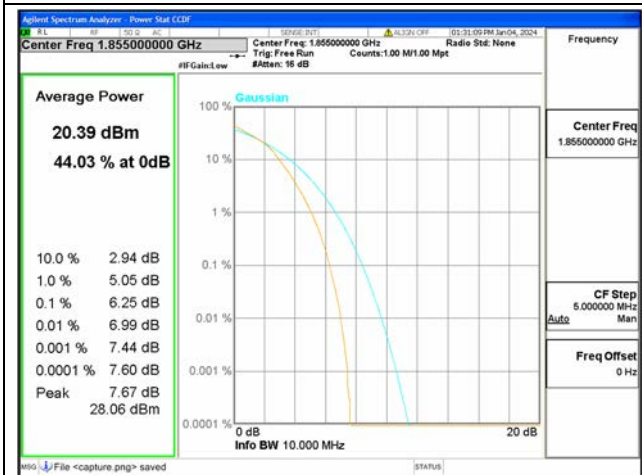 Agilent Spectrum Analyzer - Power Stat CCDF
RL RF 50 Ω AC SENSE:INT ALIGN OFF 01:31:09 PM Jan 04, 2024
Center Freq 1.855000000 GHz
Center Freq: 1.855000000 GHz Radio Std: None
Trig: Free Run Counts:1.00 M/1.00 Mpt
#IFGain:Low #Atten: 16 dB
Frequency
Average Power
20.39 dBm
44.03 % at 0dB
10.0 % 2.94 dB
1.0 % 5.05 dB
0.1 % 6.25 dB
0.01 % 6.99 dB
0.001 % 7.44 dB
0.0001 % 7.60 dB
Peak 7.67 dB
28.06 dBm
Gaussian
100 %
10 %
1 %
0.1 %
0.01 %
0.001 %
0.0001 %
0 dB 20 dB
Info BW 10.000 MHz
Center Freq
1.855000000 GHz
CF Step
5.000000 MHz
Auto Man
Freq Offset
0 Hz
MSG File <capture.png> saved STATUS